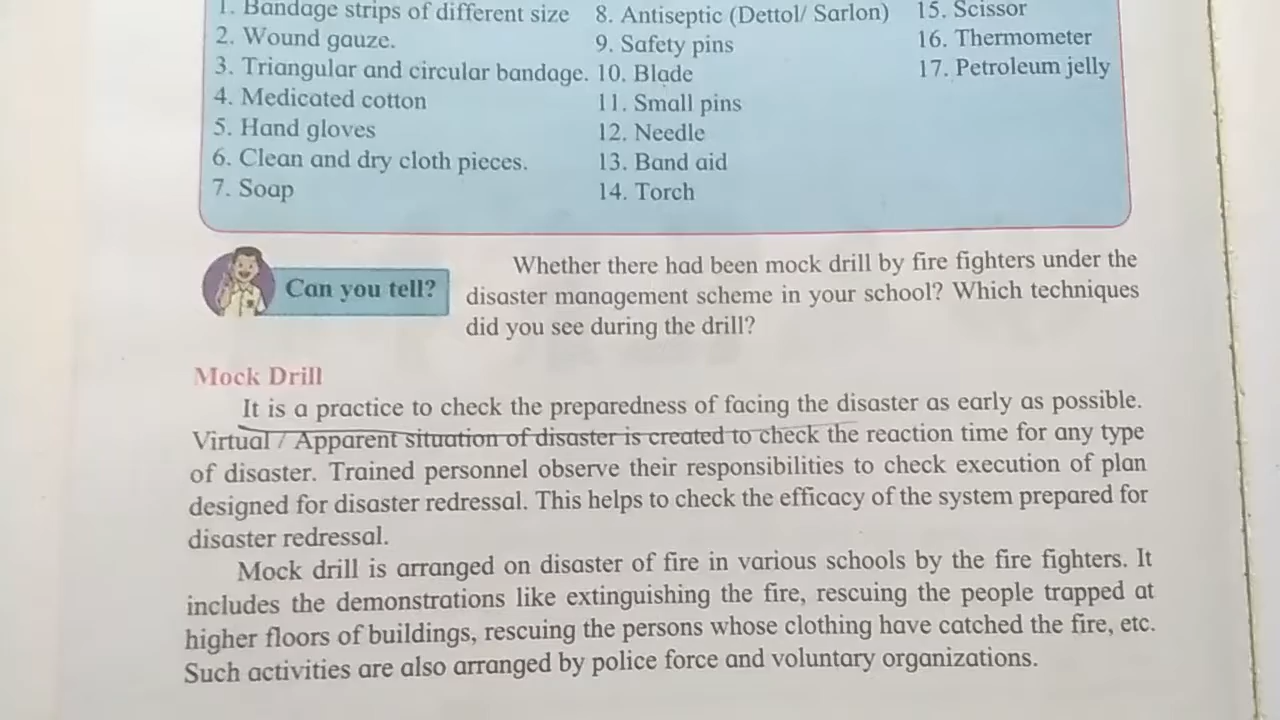 1. Bandage strips of different size
2. Wound gauze.
3. Triangular and circular bandage.
4. Medicated cotton
5. Hand gloves
6. Clean and dry cloth pieces.
7. Soap
8. Antiseptic (Dettol/ Sarlon)
9. Safety pins
10. Blade
11. Small pins
12. Needle
13. Band aid
14. Torch
15. Scissor
16. Thermometer
17. Petroleum jelly
Can you tell?
Whether there had been mock drill by fire fighters under the
disaster management scheme in your school? Which techniques
did you see during the drill?
Mock Drill
It is a practice to check the preparedness of facing the disaster as early as possible.
Virtual / Apparent situation of disaster is created to check the reaction time for any type
of disaster. Trained personnel observe their responsibilities to check execution of plan
designed for disaster redressal. This helps to check the efficacy of the system prepared for
disaster redressal.
Mock drill is arranged on disaster of fire in various schools by the fire fighters. It
includes the demonstrations like extinguishing the fire, rescuing the people trapped at
higher floors of buildings, rescuing the persons whose clothing have catched the fire, etc.
Such activities are also arranged by police force and voluntary organizations.